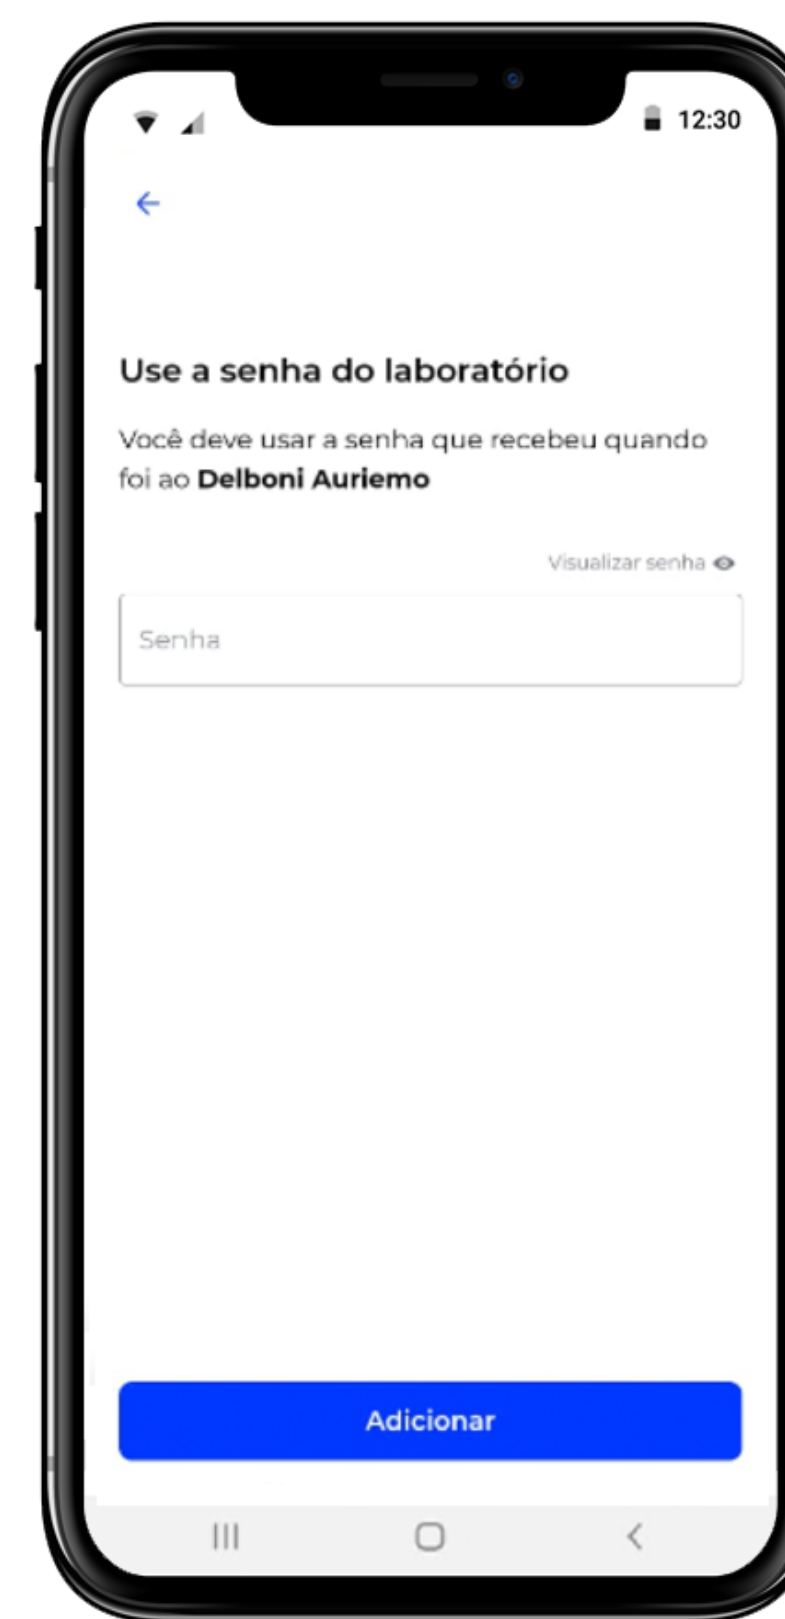 12:30
Use a senha do laboratório
Você deve usar a senha que recebeu quando
foi ao Delboni Auriemo
Visualizar senha
Senha
Adicionar